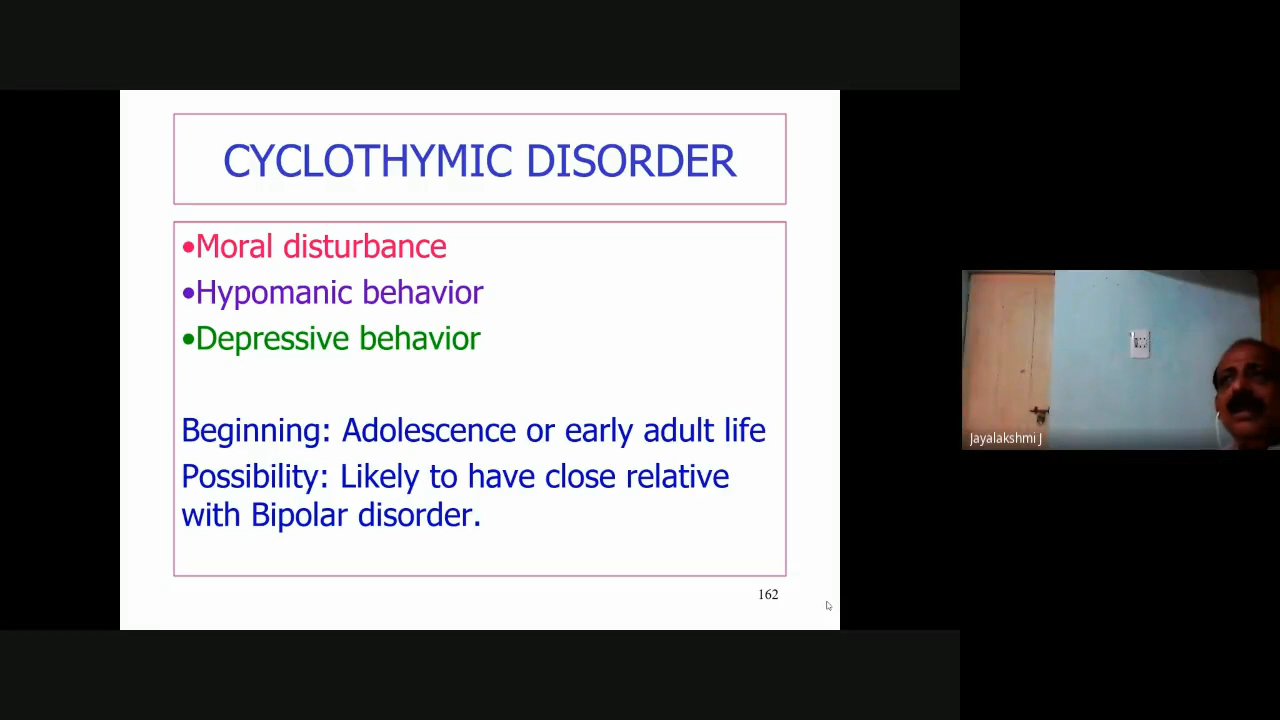 CYCLOTHYMIC DISORDER
•Moral disturbance
•Hypomanic behavior
•Depressive behavior
Beginning: Adolescence or early adult life
Possibility: Likely to have close relative
with Bipolar disorder.
162
Jayalakshmi J